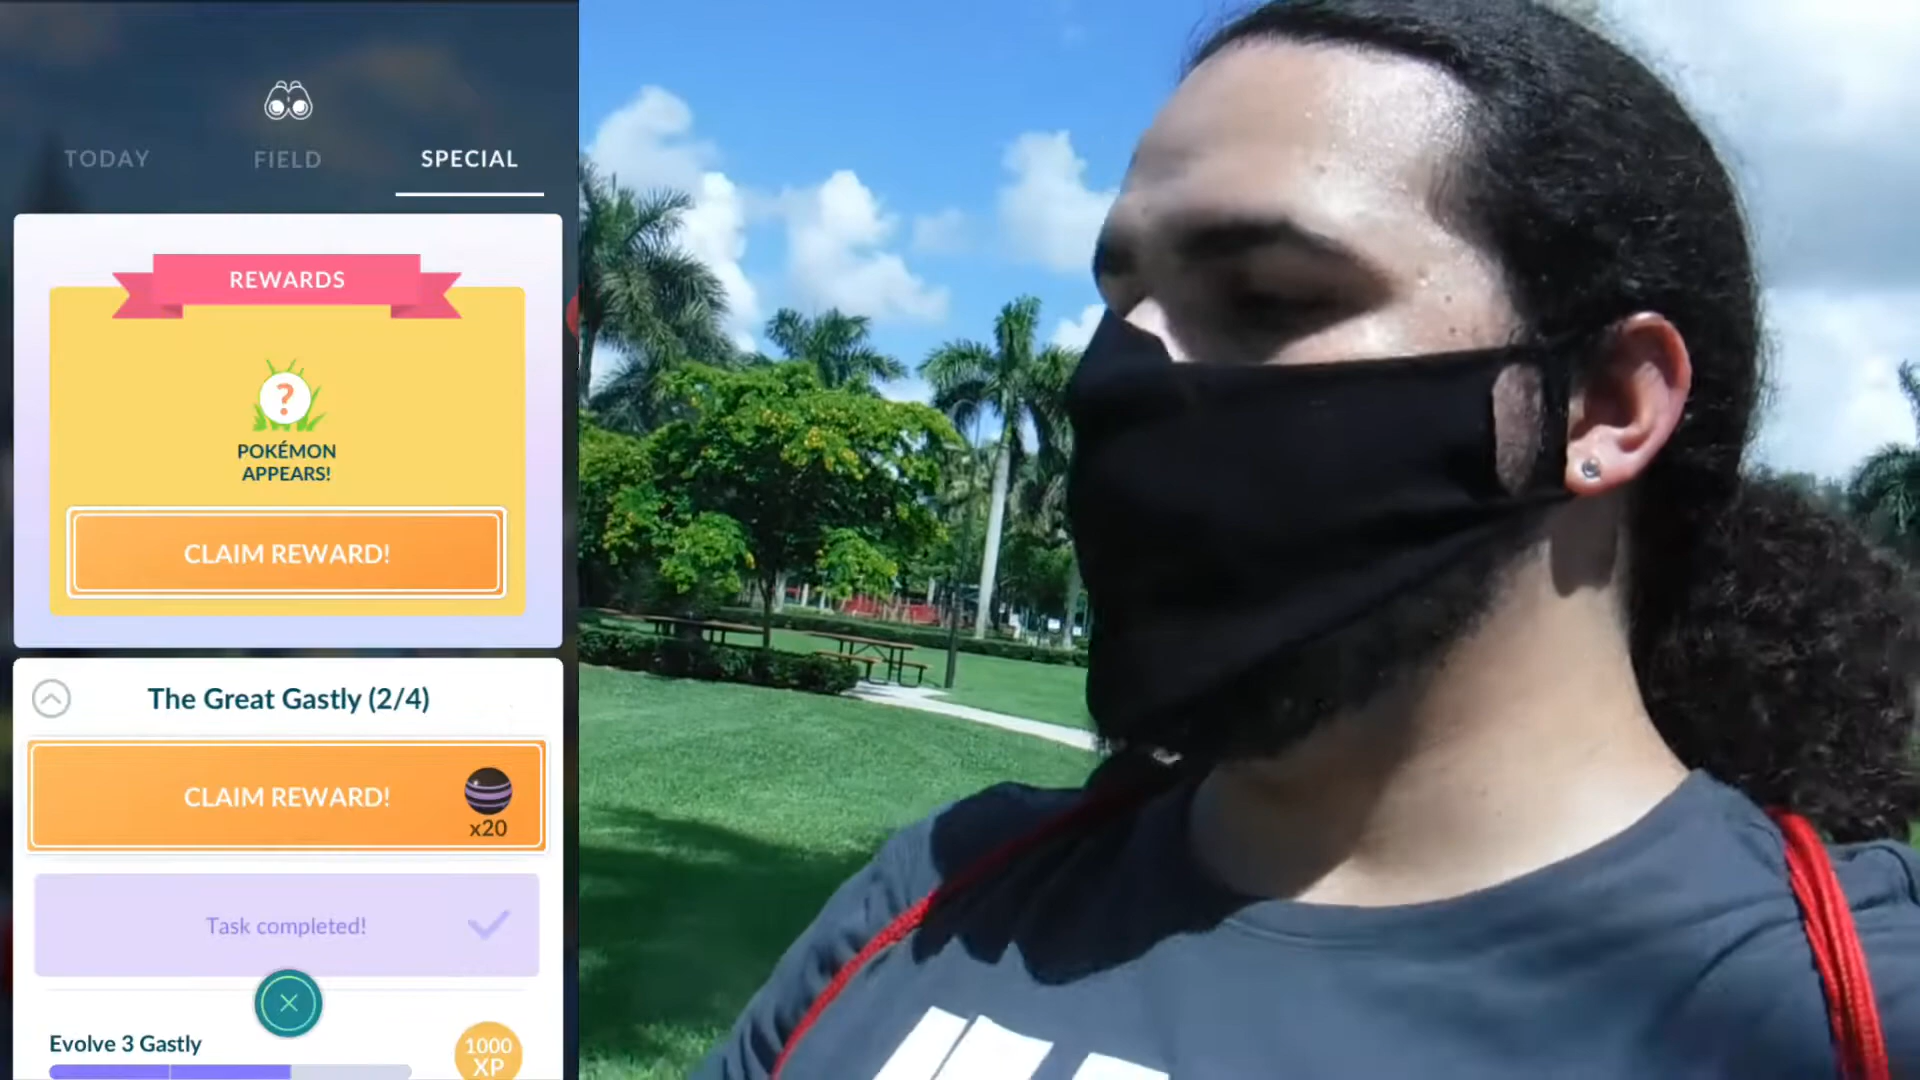 TODAY
FIELD
SPECIAL
REWARDS
?
POKÉMON
APPEARS!
CLAIM REWARD!
The Great Gastly (2/4)
CLAIM REWARD!
x20
Task completed!
Evolve 3 Gastly
1000
XP